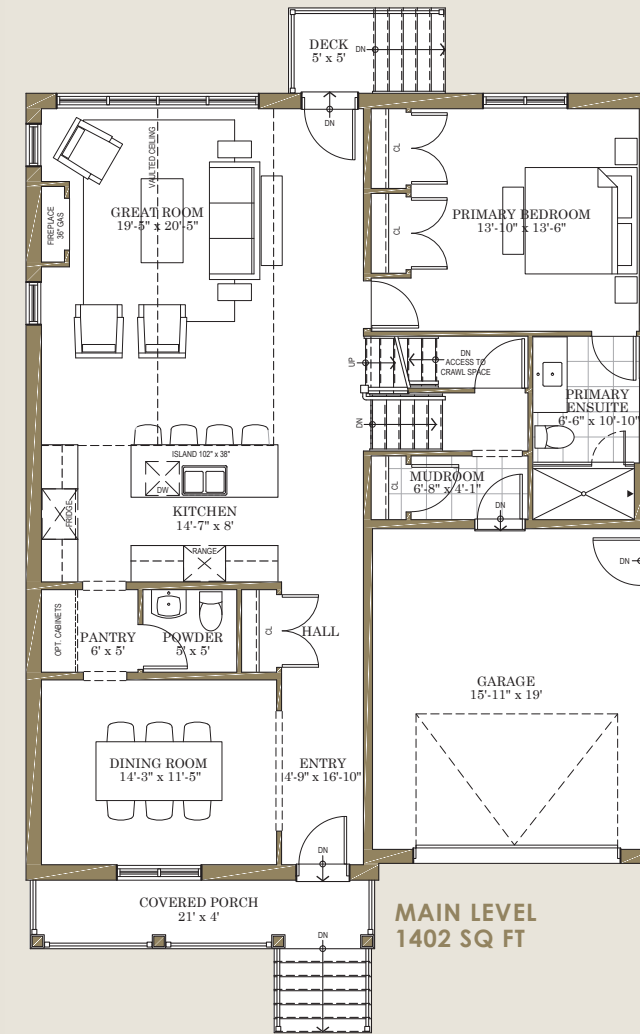 DECK
5' x 5'
DN
DN
CL
VAULTED CEILING
GREAT ROOM
19'-5" x 20'-5"
FIREPLACE
36" GAS
PRIMARY BEDROOM
13'-10" x 13'-6"
CL
UP
DN
ACCESS TO
CRAWL SPACE
PRIMARY
ENSUITE
6'-6" x 10'-10"
DN
ISLAND 102" x 38"
DW
MUDROOM
6'-8" x 4'-1"
CL
DN
FRIDGE
KITCHEN
14'-7" x 8'
RANGE
DN
OPT. CABINETS
PANTRY
6' x 5'
POWDER
5' x 5'
CL
HALL
GARAGE
15'-11" x 19'
DINING ROOM
14'-3" x 11'-5"
ENTRY
4'-9" x 16'-10"
DN
COVERED PORCH
21' x 4'
MAIN LEVEL
1402 SQ FT
DN